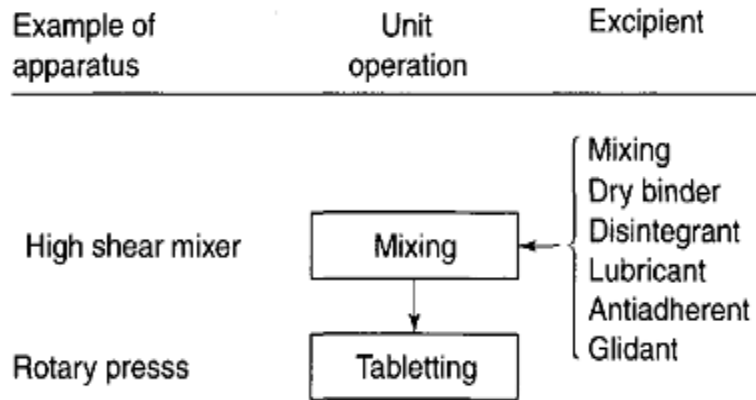 Example of apparatus
Unit operation
Excipient
Mixing
Dry binder
Disintegrant
Lubricant
Antiadherent
Glidant
High shear mixer
Mixing
Rotary presss
Tabletting